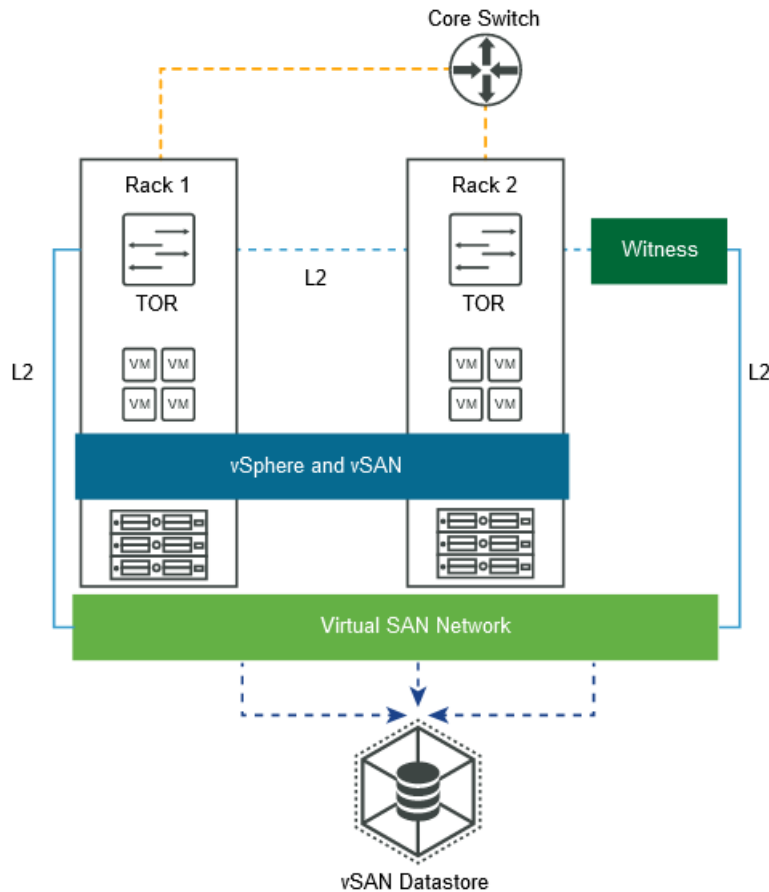 Core Switch
Rack 1
Rack 2
Witness
TOR
L2
TOR
L2
L2
VM VM
VM VM
VM VM
VM VM
vSphere and vSAN
Virtual SAN Network
vSAN Datastore